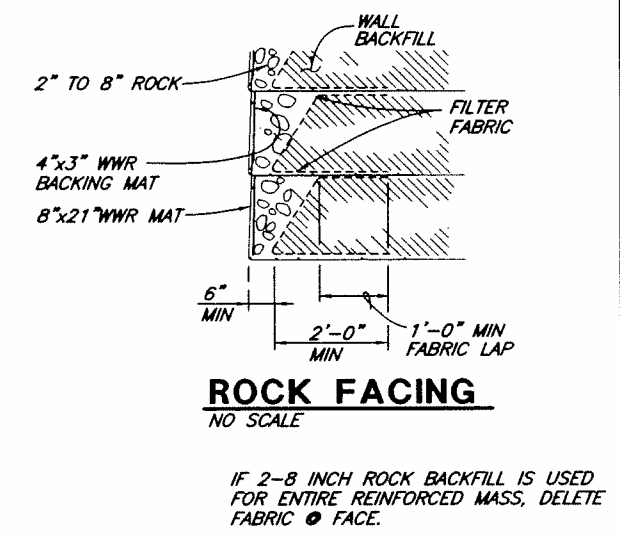 WALL
BACKFILL
2" TO 8" ROCK
FILTER
FABRIC
4"x3" WWR
BACKING MAT
8"x21"WWR MAT
6"
MIN
2'-0"
MIN
1'-0" MIN
FABRIC LAP
ROCK FACING
NO SCALE
IF 2-8 INCH ROCK BACKFILL IS USED
FOR ENTIRE REINFORCED MASS, DELETE
FABRIC @ FACE.